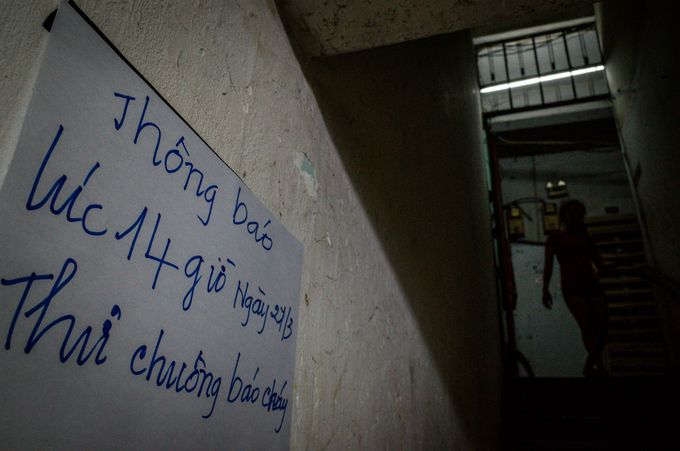 Thông báo
lúc 14 giờ Ngày 27/3
Thử chuông báo cháy